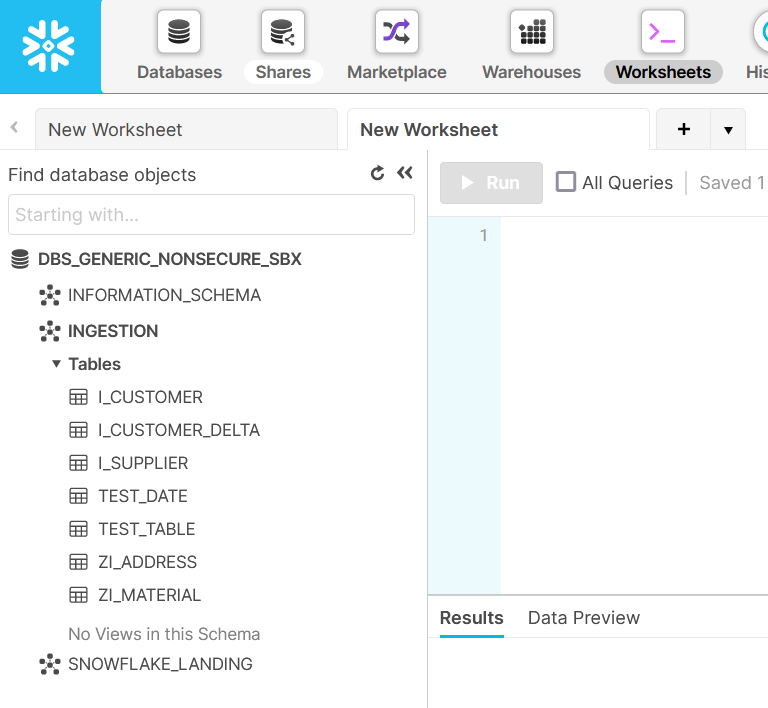 Databases
Shares
Marketplace
Warehouses
Worksheets
His
New Worksheet
New Worksheet
Find database objects
Run
All Queries
Saved 1
Starting with...
1
DBS_GENERIC_NONSECURE_SBX
INFORMATION_SCHEMA
INGESTION
Tables
I_CUSTOMER
I_CUSTOMER_DELTA
I_SUPPLIER
TEST_DATE
TEST_TABLE
ZI_ADDRESS
ZI_MATERIAL
No Views in this Schema
SNOWFLAKE_LANDING
Results
Data Preview